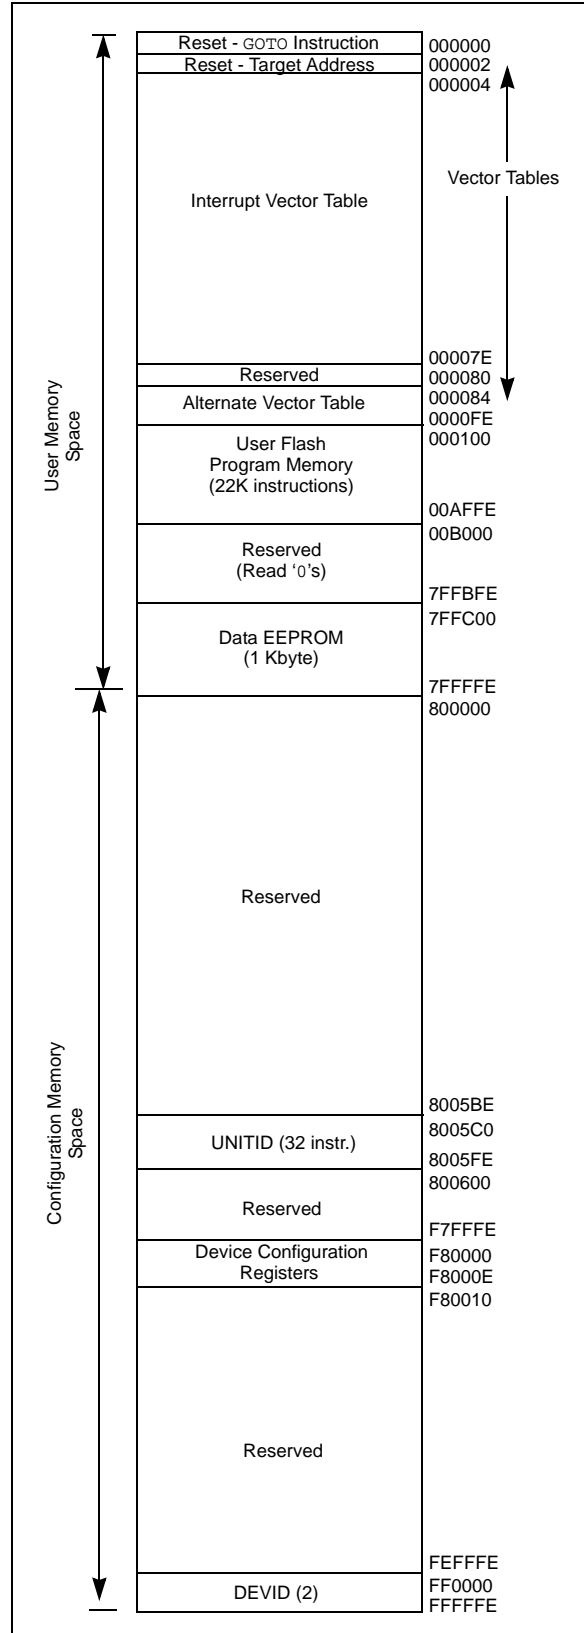 Reset - GOTO Instruction
000000
Reset - Target Address
000002
000004
Vector Tables
Interrupt Vector Table
00007E
Reserved
000080
000084
Alternate Vector Table
0000FE
User Memory
Space
000100
User Flash
Program Memory
(22K instructions)
00AFFE
00B000
Reserved
(Read ‘0’s)
7FFBFE
7FFC00
Data EEPROM
(1 Kbyte)
7FFFFE
800000
Reserved
Configuration Memory
Space
8005BE
8005C0
UNITID (32 instr.)
8005FE
800600
Reserved
F7FFFE
Device Configuration
Registers
F80000
F8000E
F80010
Reserved
FEFFFE
FF0000
DEVID (2)
FFFFFE